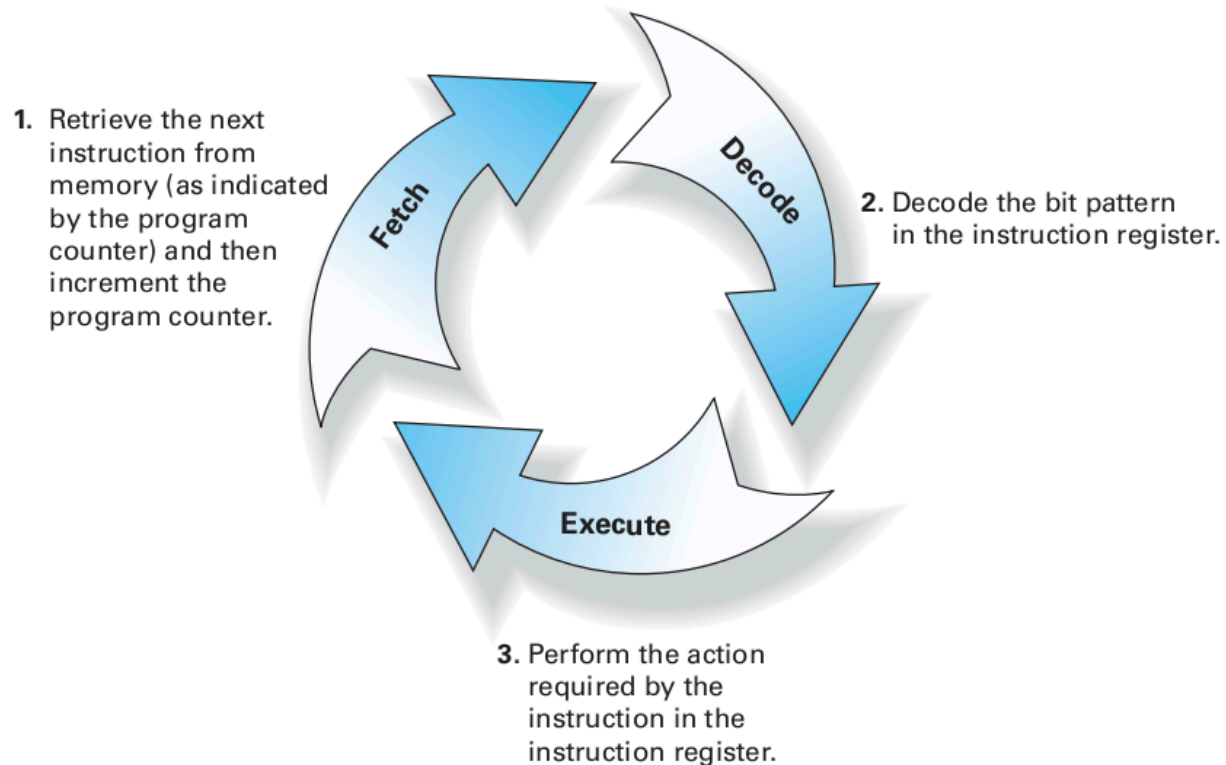 1. Retrieve the next
instruction from
memory (as indicated
by the program
counter) and then
increment the
program counter.
Fetch
Decode
2. Decode the bit pattern
in the instruction register.
Execute
3. Perform the action
required by the
instruction in the
instruction register.